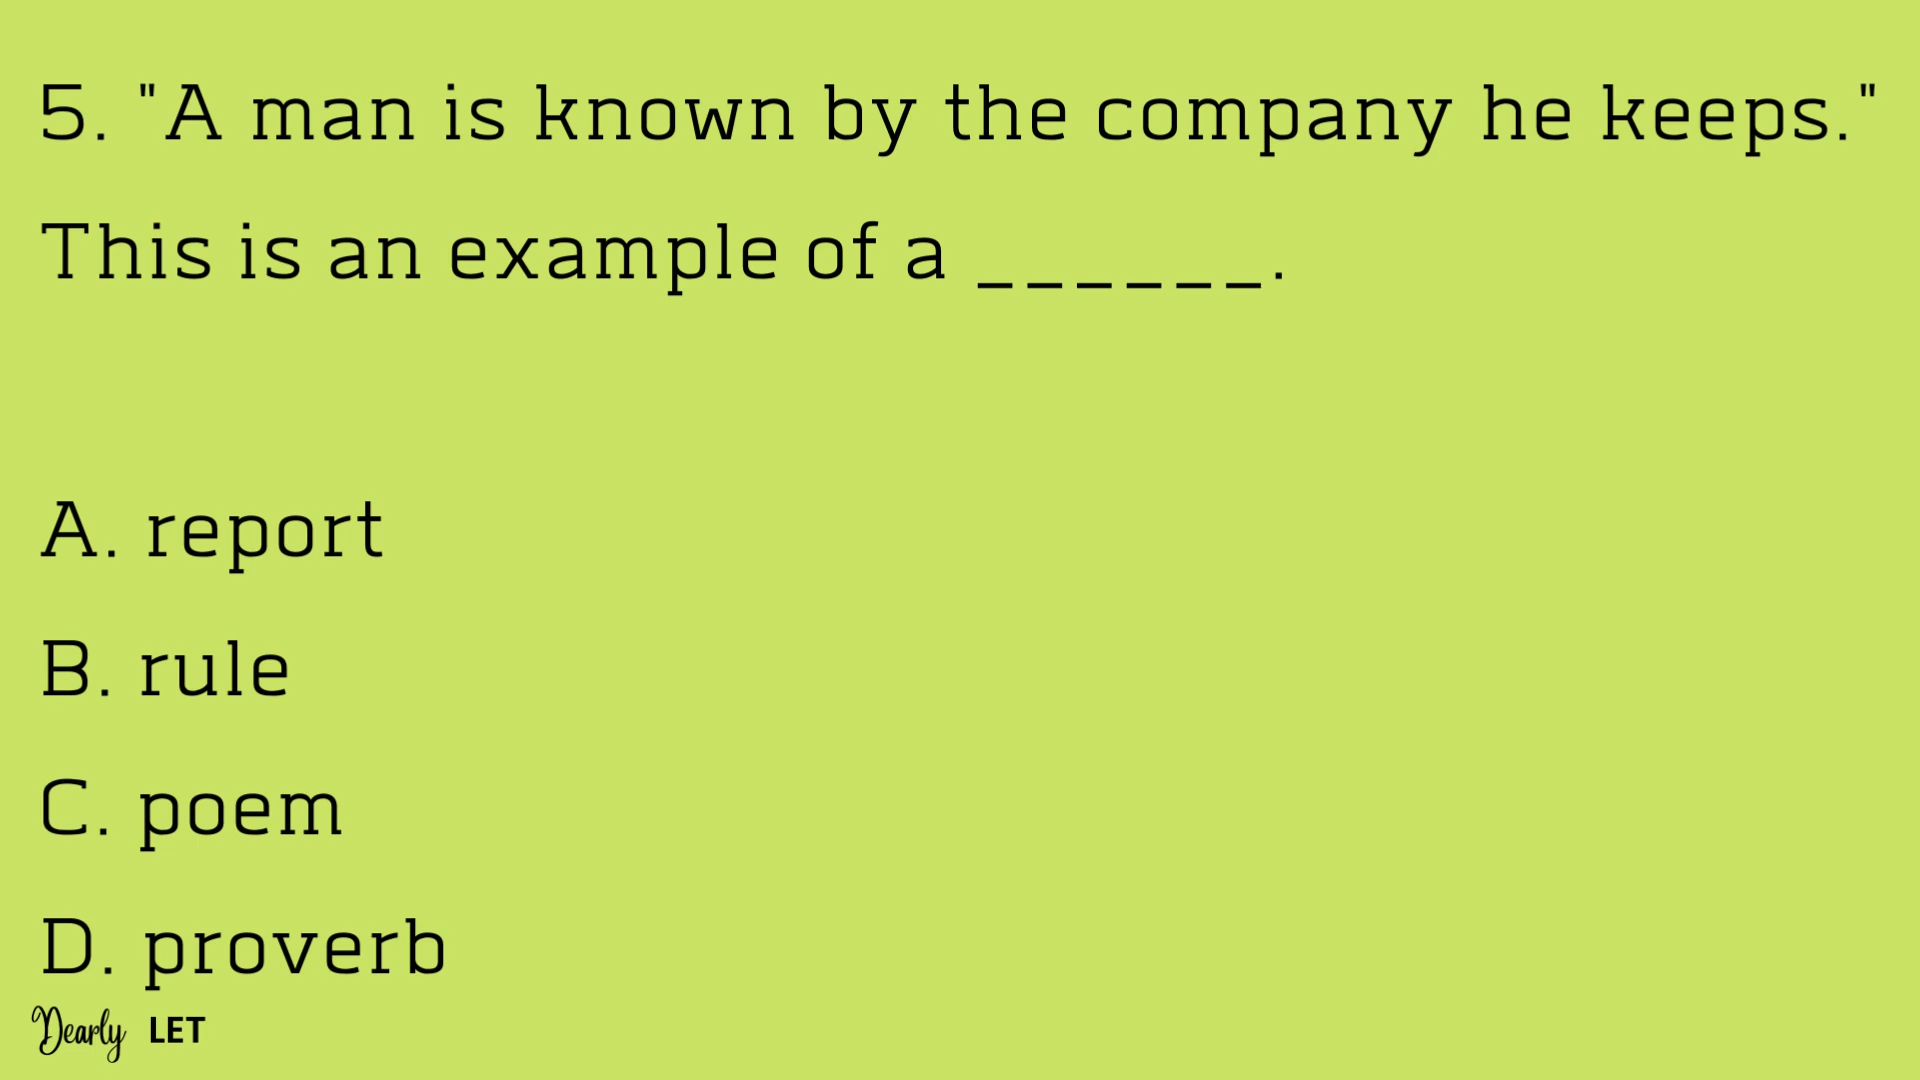 5. "A man is known by the company he keeps."
This is an example of a ______.
A. report
B. rule
C. poem
D. proverb
Dearly LET